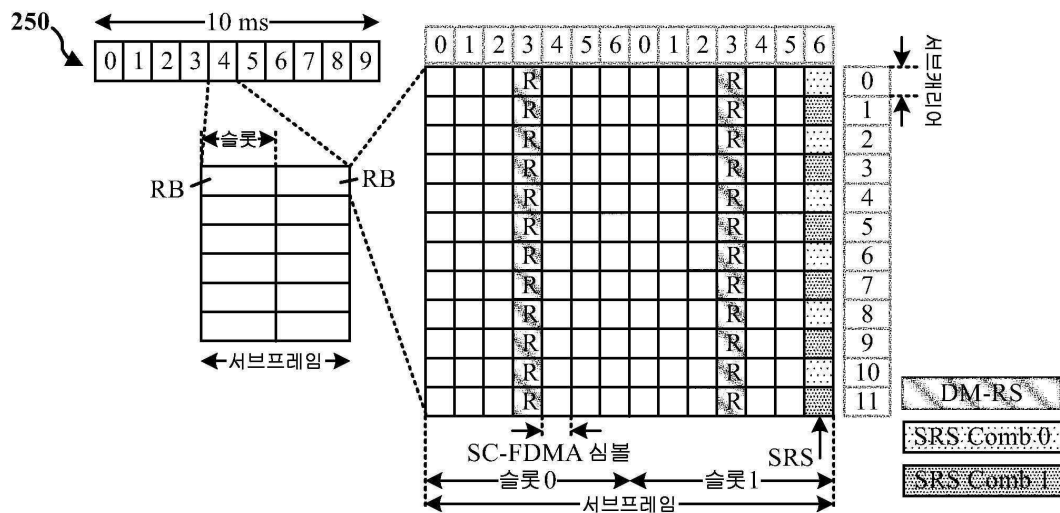 250
10 ms
0 1 2 3 4 5 6 7 8 9
0 1 2 3 4 5 6 0 1 2 3 4 5 6
슬롯
RB
RB
서브프레임
R R
R R
R R
R R
R R
R R
R R
R R
R R
R R
R R
R R
0
1
2
3
4
5
6
7
8
9
10
11
서브캐리어
SC-FDMA 심볼
SRS
슬롯 0
슬롯 1
서브프레임
DM-RS
SRS Comb 0
SRS Comb 1